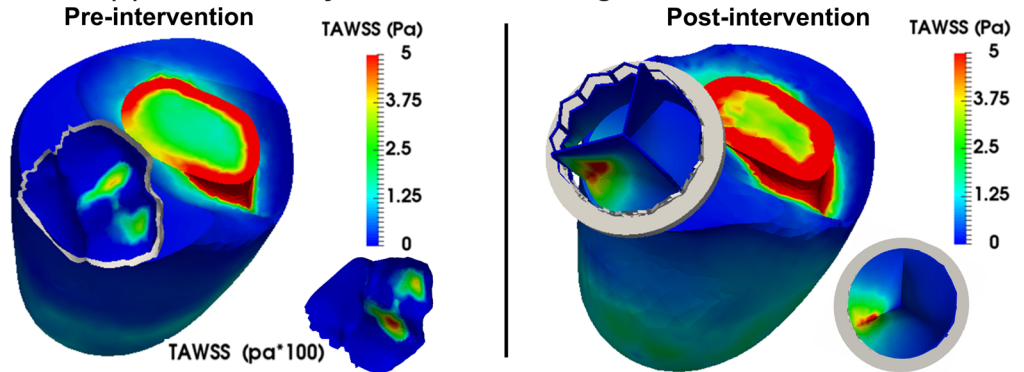 Pre-intervention
TAWSS (Pa)
5
3.75
2.5
1.25
0
TAWSS (pa*100)
Post-intervention
TAWSS (Pa)
5
3.75
2.5
1.25
0